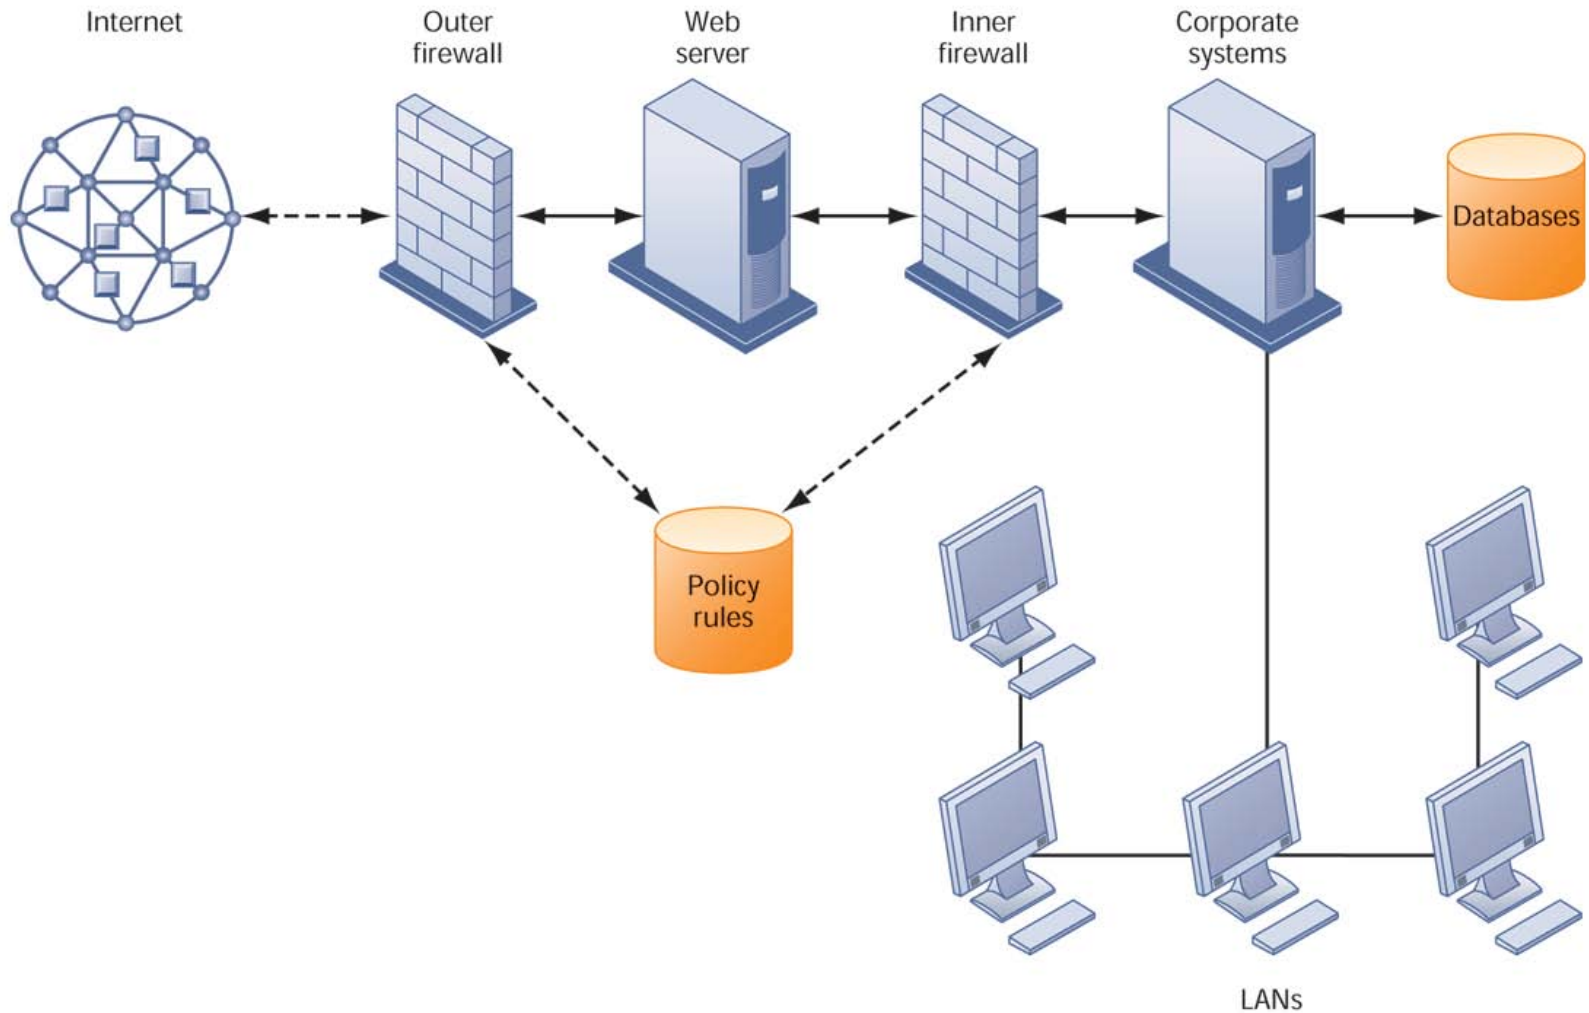 Internet
Outer
firewall
Web
server
Inner
firewall
Corporate
systems
Databases
Policy
rules
LANs